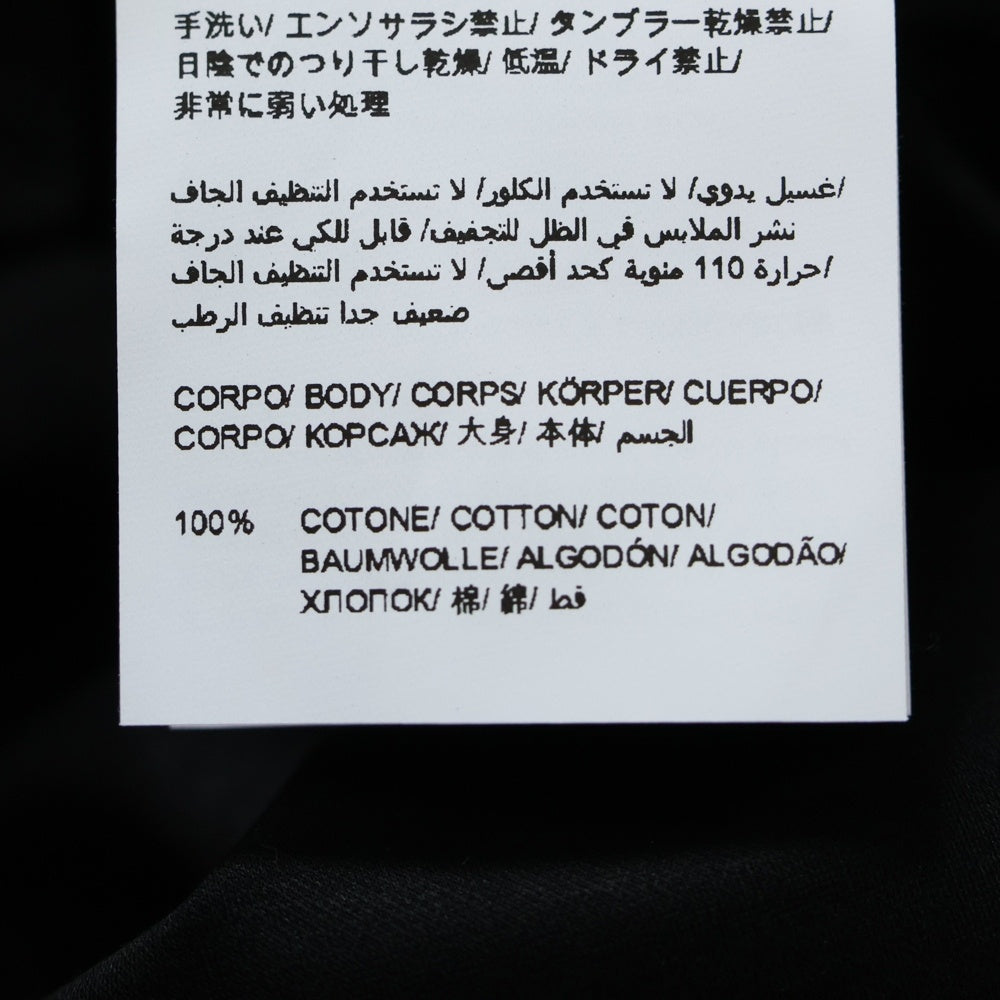 手洗い/ エンソサラシ禁止/ タンブラー乾燥禁止/
日陰でのつり干し乾燥/ 低温/ ドライ禁止/
非常に弱い処理
غسيل يدوي/ لا تستخدم الكلور/ لا تستخدم التنظيف الجاف/
نشر الملابس في الظل للتجفيف/ قابل للكي عند درجة
حرارة 110 مئوية كحد أقصى/ لا تستخدم التنظيف الجاف/
ضعيف جدا تنظيف الرطب
CORPO/ BODY/ CORPS/ KÖRPER/ CUERPO/
CORPO/ КОРСАЖ/ 大身/ 本体/ الجسم
100% COTONE/ COTTON/ COTON/
BAUMWOLLE/ ALGODÓN/ ALGODÃO/
ХЛОПОК/ 棉/ 綿/ قط